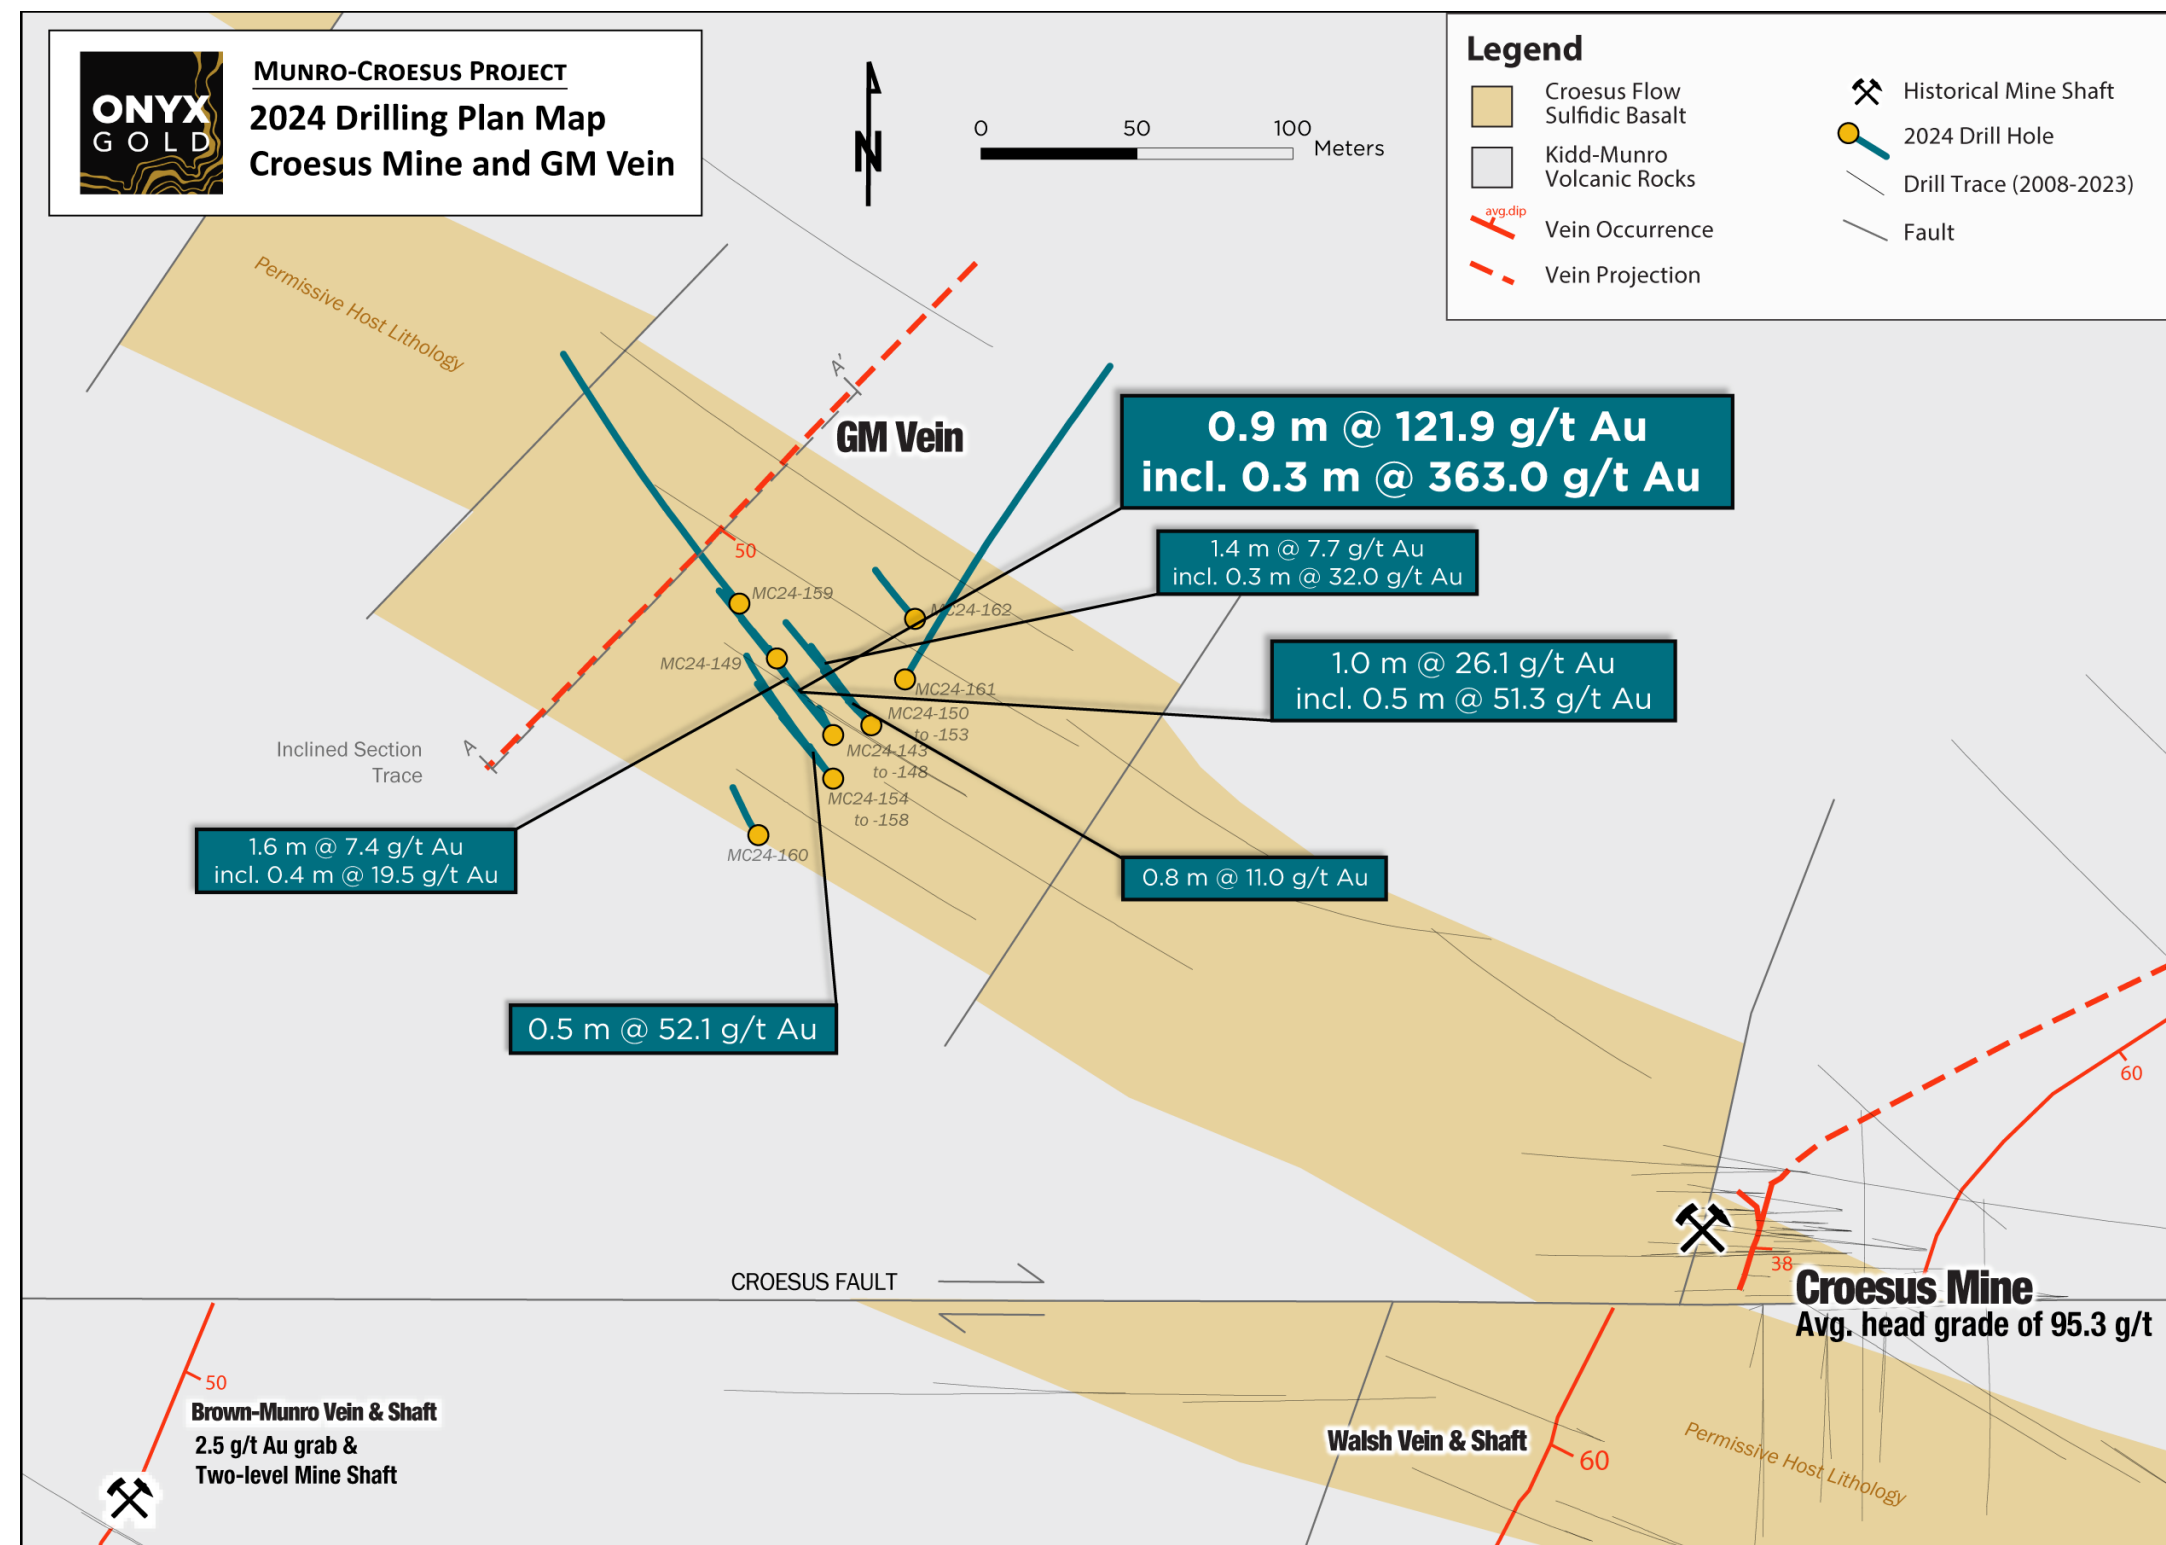 ONYX
GOLD
MUNRO-CROESUS PROJECT
2024 Drilling Plan Map
Croesus Mine and GM Vein
N
0 50 100
Meters
Legend
Croesus Flow
Sulfidic Basalt
Kidd-Munro
Volcanic Rocks
avg.dip
Vein Occurrence
Vein Projection
Historical Mine Shaft
2024 Drill Hole
Drill Trace (2008-2023)
Fault
Permissive Host Lithology
A'
GM Vein
0.9 m @ 121.9 g/t Au
incl. 0.3 m @ 363.0 g/t Au
50
1.4 m @ 7.7 g/t Au
incl. 0.3 m @ 32.0 g/t Au
MC24-159
MC24-162
MC24-149
1.0 m @ 26.1 g/t Au
incl. 0.5 m @ 51.3 g/t Au
MC24-161
MC24-150
to -153
Inclined Section
Trace
A
MC24-143
to -148
MC24-154
to -158
MC24-160
1.6 m @ 7.4 g/t Au
incl. 0.4 m @ 19.5 g/t Au
0.8 m @ 11.0 g/t Au
0.5 m @ 52.1 g/t Au
60
38
CROESUS FAULT
Croesus Mine
Avg. head grade of 95.3 g/t
50
Brown-Munro Vein & Shaft
2.5 g/t Au grab &
Two-level Mine Shaft
Walsh Vein & Shaft
60
Permissive Host Lithology